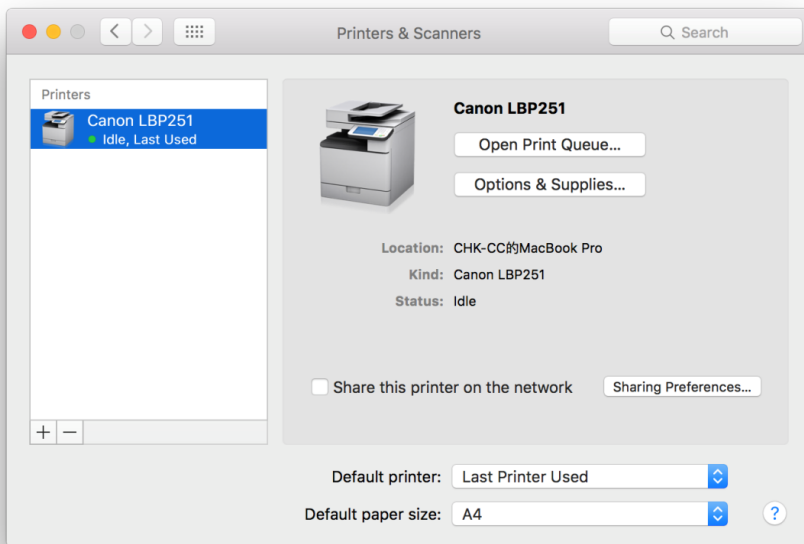 Printers & Scanners
Search
Printers
Canon LBP251
Idle, Last Used
Canon LBP251
Open Print Queue...
Options & Supplies...
Location: CHK-CC的MacBook Pro
Kind: Canon LBP251
Status: Idle
Share this printer on the network
Sharing Preferences...
+ −
Default printer: Last Printer Used
Default paper size: A4
?